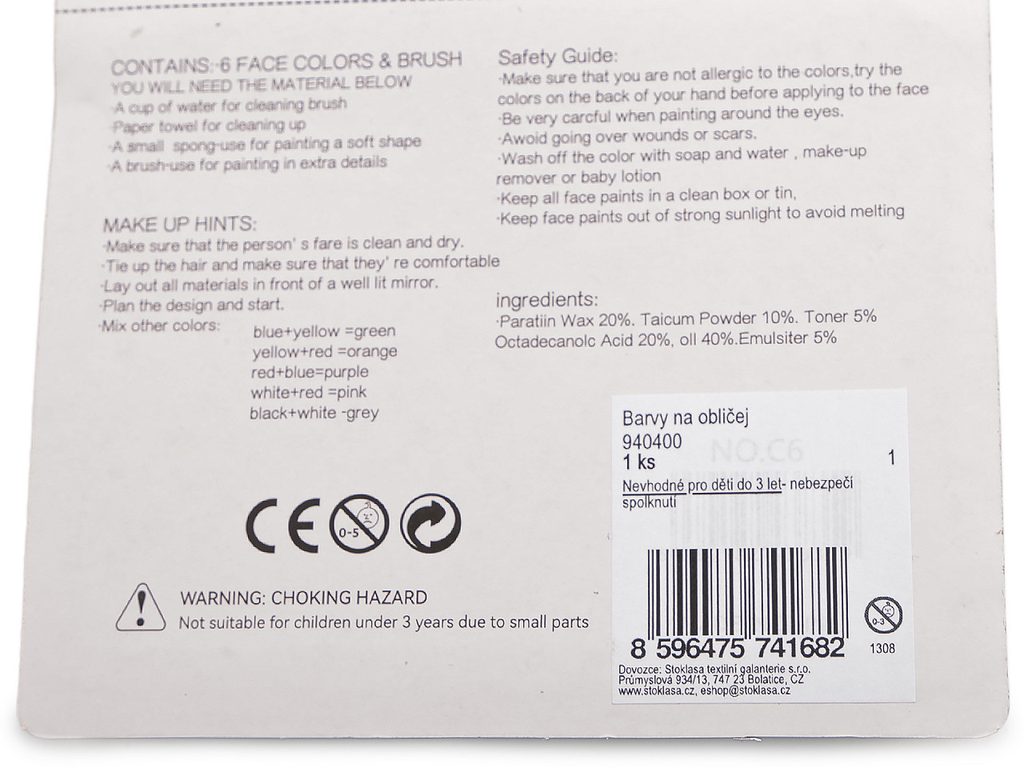 CONTAINS: 6 FACE COLORS & BRUSH
YOU WILL NEED THE MATERIAL BELOW
·A cup of water for cleaning brush
·Paper towel for cleaning up
·A small spong-use for painting a soft shape
·A brush-use for painting in extra details
MAKE UP HINTS:
·Make sure that the person' s fare is clean and dry.
·Tie up the hair and make sure that they' re comfortable
·Lay out all materials in front of a well lit mirror.
·Plan the design and start.
·Mix other colors:
blue+yellow =green
yellow+red =orange
red+blue=purple
white+red =pink
black+white -grey
Safety Guide:
·Make sure that you are not allergic to the colors,try the
colors on the back of your hand before applying to the face
·Be very carcful when painting around the eyes.
·Awoid going over wounds or scars.
·Wash off the color with soap and water , make-up
remover or baby lotion
·Keep all face paints in a clean box or tin,
·Keep face paints out of strong sunlight to avoid melting
ingredients:
·Paratiin Wax 20%. Taicum Powder 10%. Toner 5%
Octadecanolc Acid 20%, oll 40%.Emulsiter 5%
CE
0-5
WARNING: CHOKING HAZARD
Not suitable for children under 3 years due to small parts
Barvy na obličej
940400
NO.C6
1 ks
1
Nevhodné pro děti do 3 let- nebezpečí
spolknutí
8 596475 741682
0-3
1308
Dovozce: Stoklasa textilní galanterie s.r.o.
Průmyslová 934/13, 747 23 Bolatice, CZ
www.stoklasa.cz, eshop@stoklasa.cz